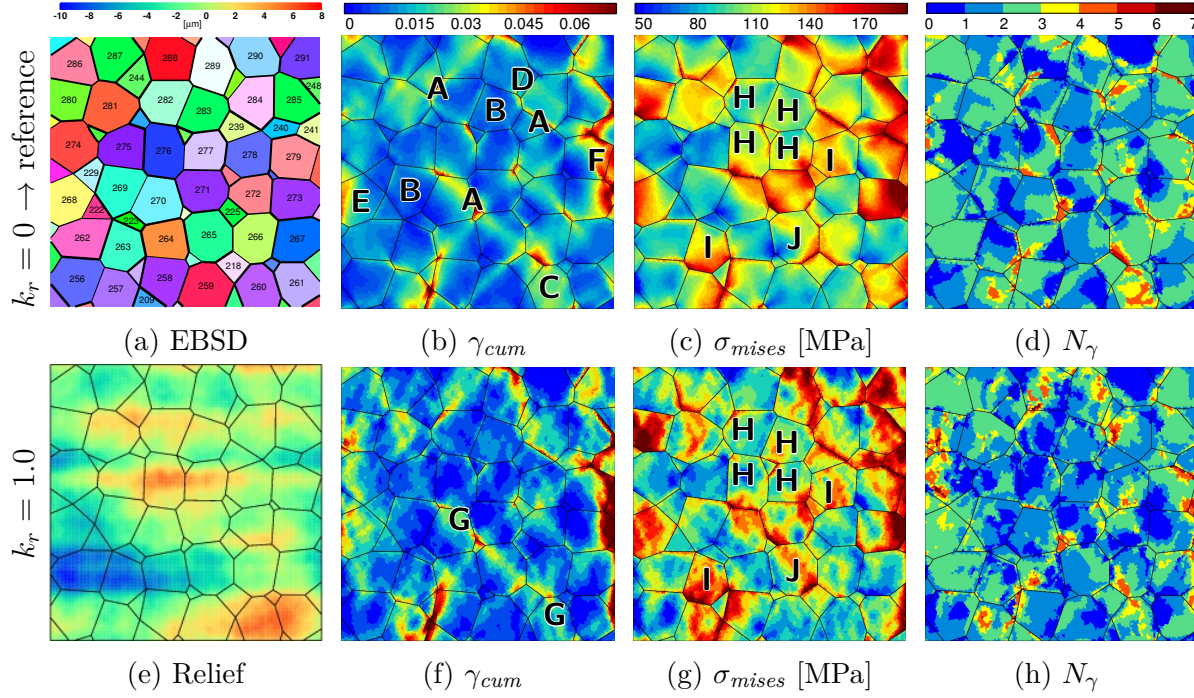 -10 -8 -6 -4 -2 0 2 4 6 8
[µm]
0 0.015 0.03 0.045 0.06
50 80 110 140 170
0 1 2 3 4 5 6 7
k_r = 0 → reference
286 287 288 289 290 291
244 248
280 281 282 283 284 285
239 240 241
274 275 276 277 278 279
229
268 269 270 271 272 273
222 223 225
262 263 264 265 266 267
218
256 257 258 259 260 261
209
A D B A F E B A C
H H H H I I J
(a) EBSD
(b) γ_cum
(c) σ_mises [MPa]
(d) N_γ
k_r = 1.0
G G
H H H H I I J
(e) Relief
(f) γ_cum
(g) σ_mises [MPa]
(h) N_γ